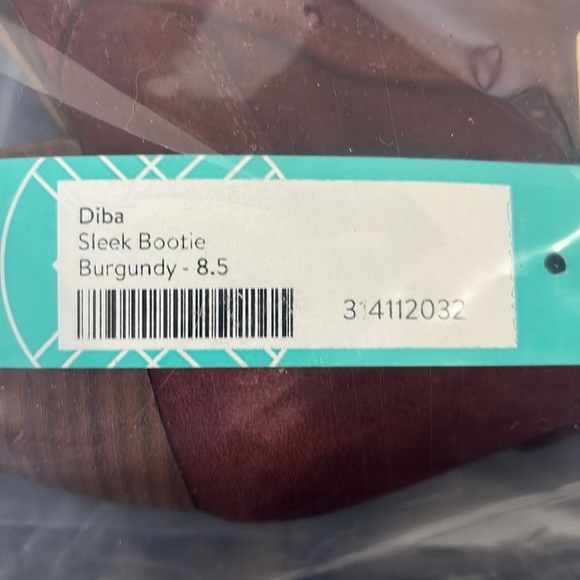 Diba
Sleek Bootie
Burgundy - 8.5
314112032